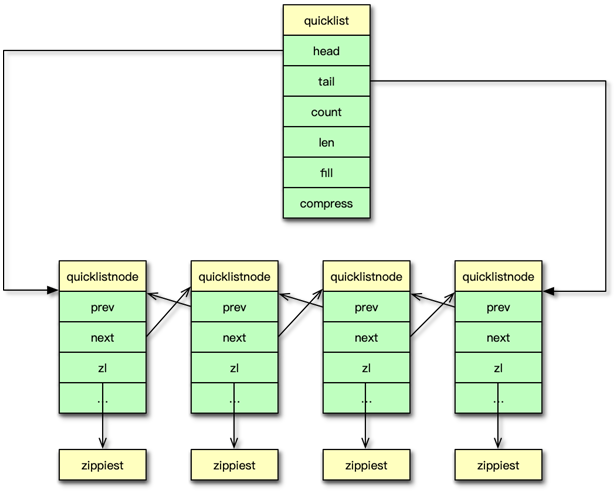 quicklist
head
tail
count
len
fill
compress
quicklistnode quicklistnode quicklistnode quicklistnode
prev prev prev prev
next next next next
zl zl zl zl
... ... ... ...
zippiest zippiest zippiest zippiest